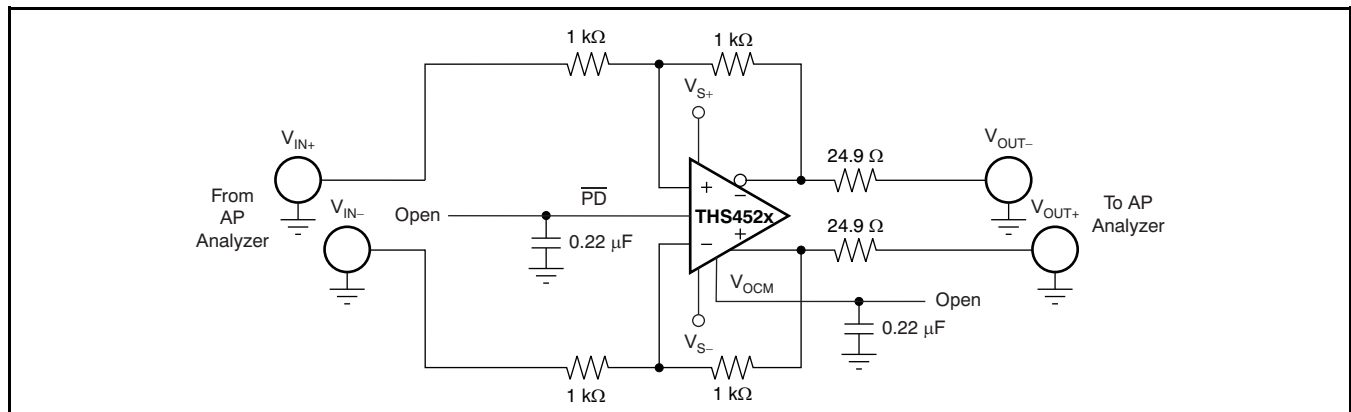 1 kΩ
1 kΩ
V_S+
V_IN+
V_OUT−
24.9 Ω
From
AP
Analyzer
V_IN−
Open
PD
+
−
THS452x
−
+
V_OUT+
To AP
Analyzer
24.9 Ω
0.22 µF
V_OCM
Open
0.22 µF
V_S−
1 kΩ
1 kΩ